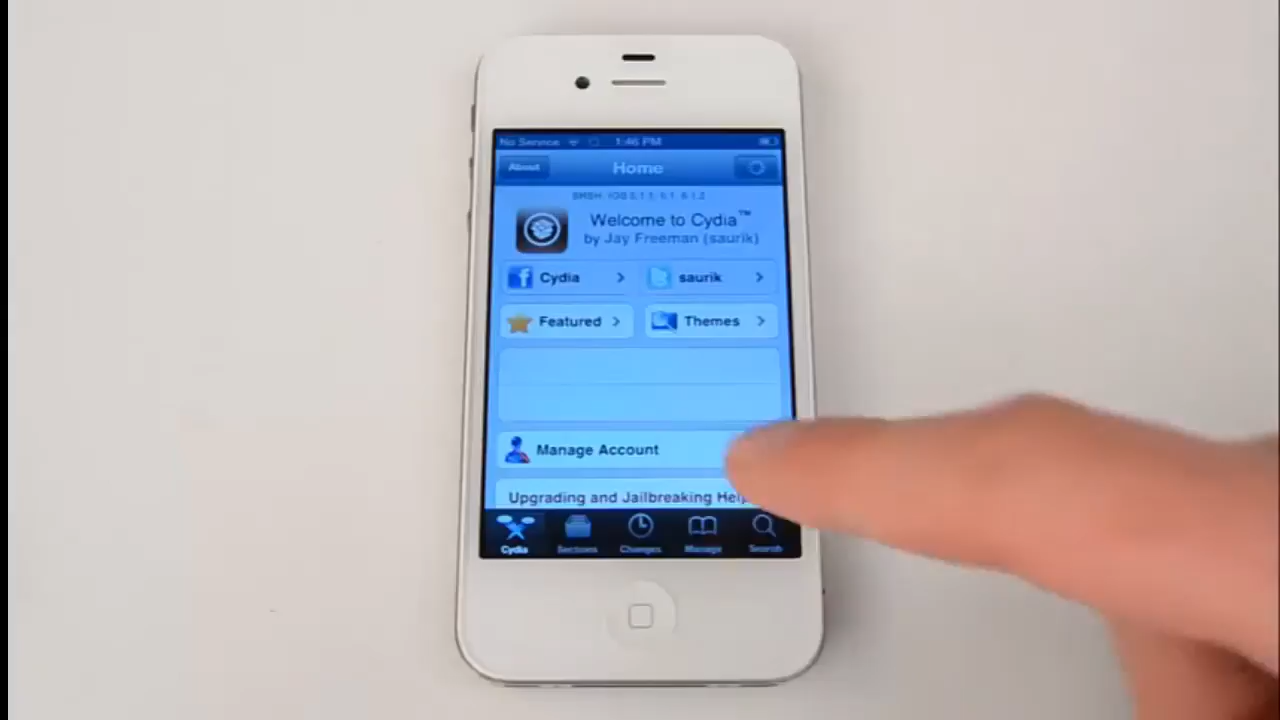 No Service 1:46 PM
About Home
Welcome to Cydia™
by Jay Freeman (saurik)
f Cydia saurik
Featured Themes
Manage Account
Upgrading and Jailbreaking Help
Cydia Sections Changes Manage Search